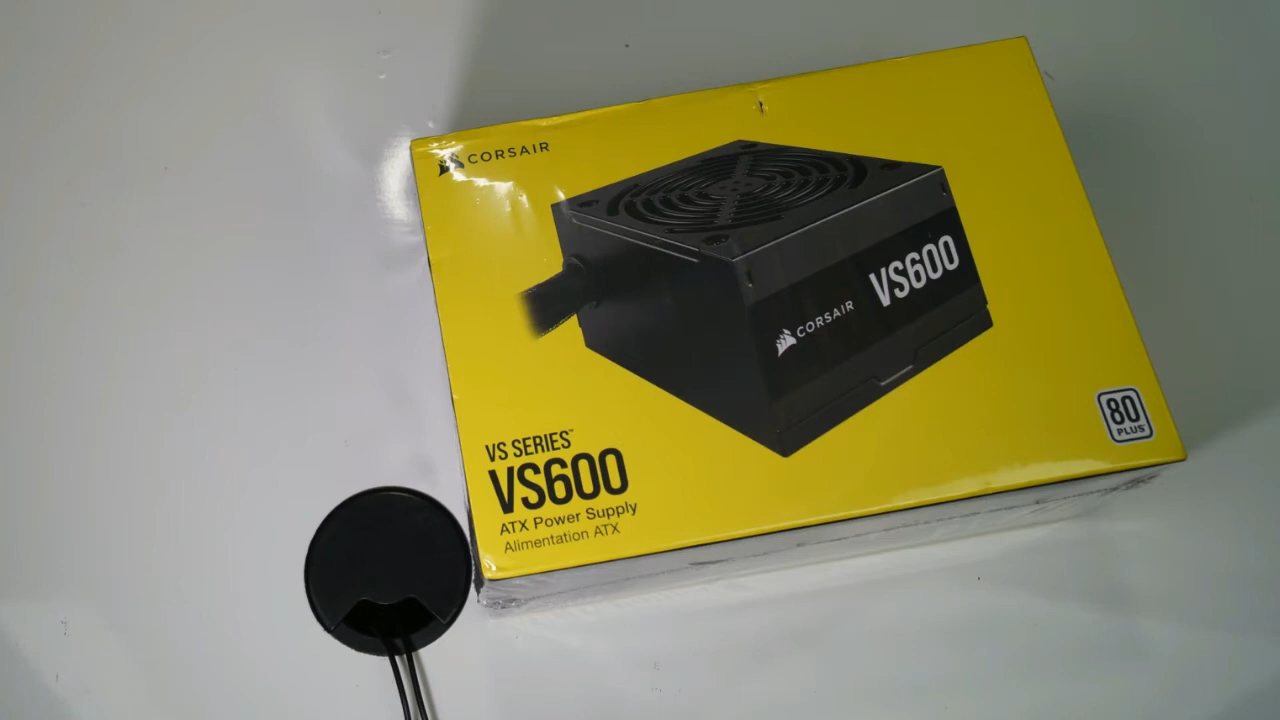 CORSAIR
VS600
CORSAIR
80
PLUS
VS SERIES™
VS600
ATX Power Supply
Alimentation ATX